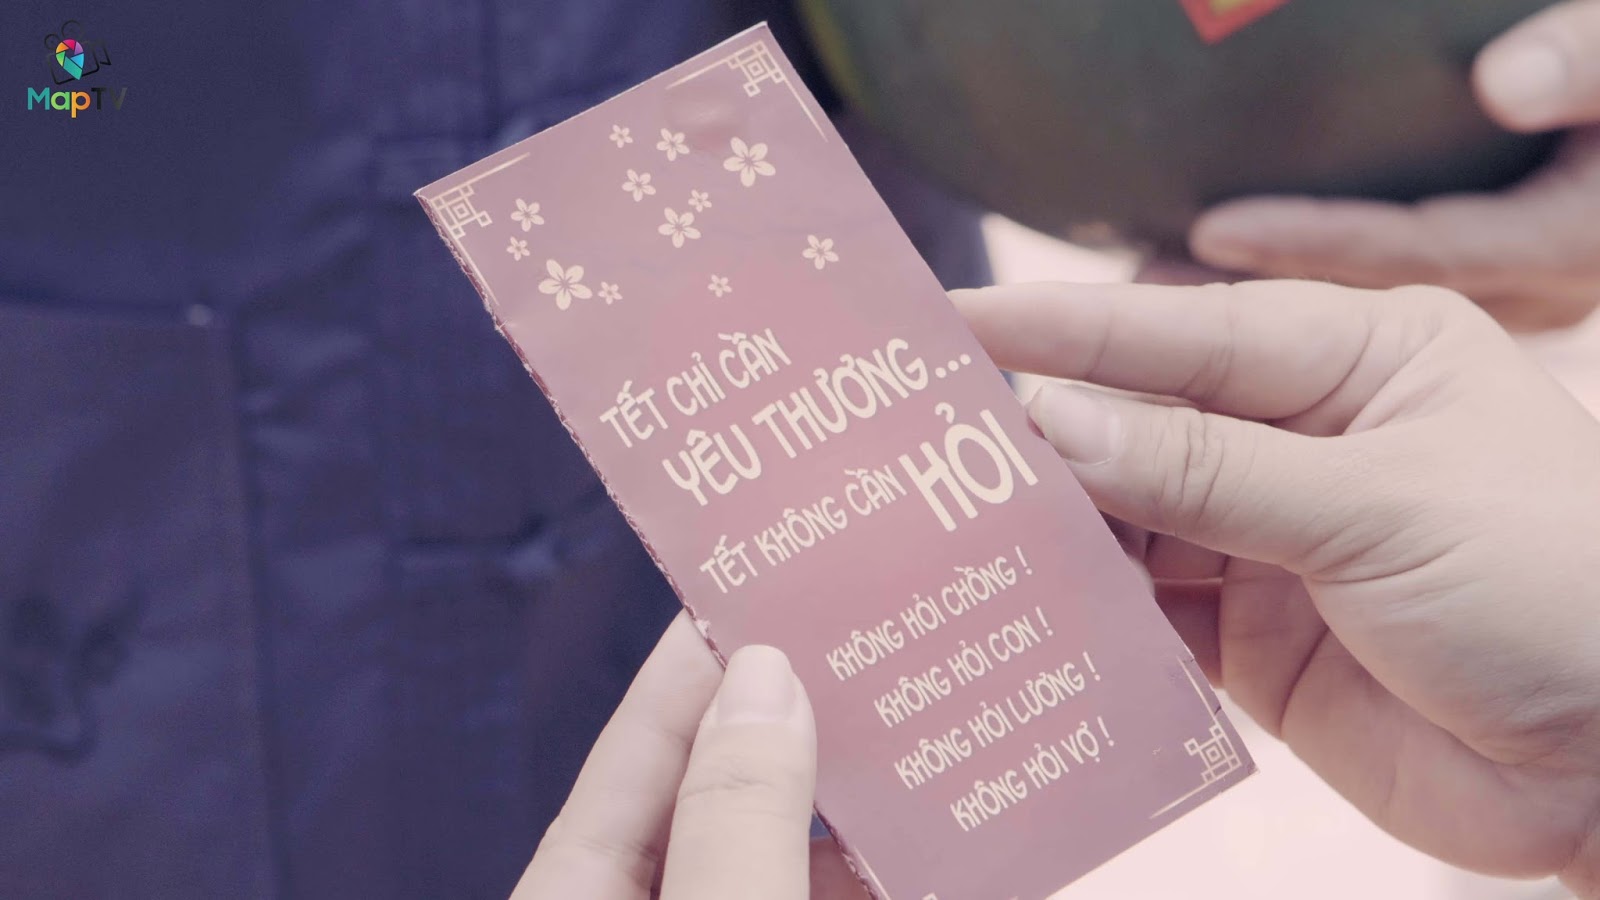 MapTV
TẾT CHỈ CẦN
YÊU THƯƠNG...
TẾT KHÔNG CẦN HỎI
KHÔNG HỎI CHỒNG !
KHÔNG HỎI CON !
KHÔNG HỎI LƯƠNG !
KHÔNG HỎI VỢ !